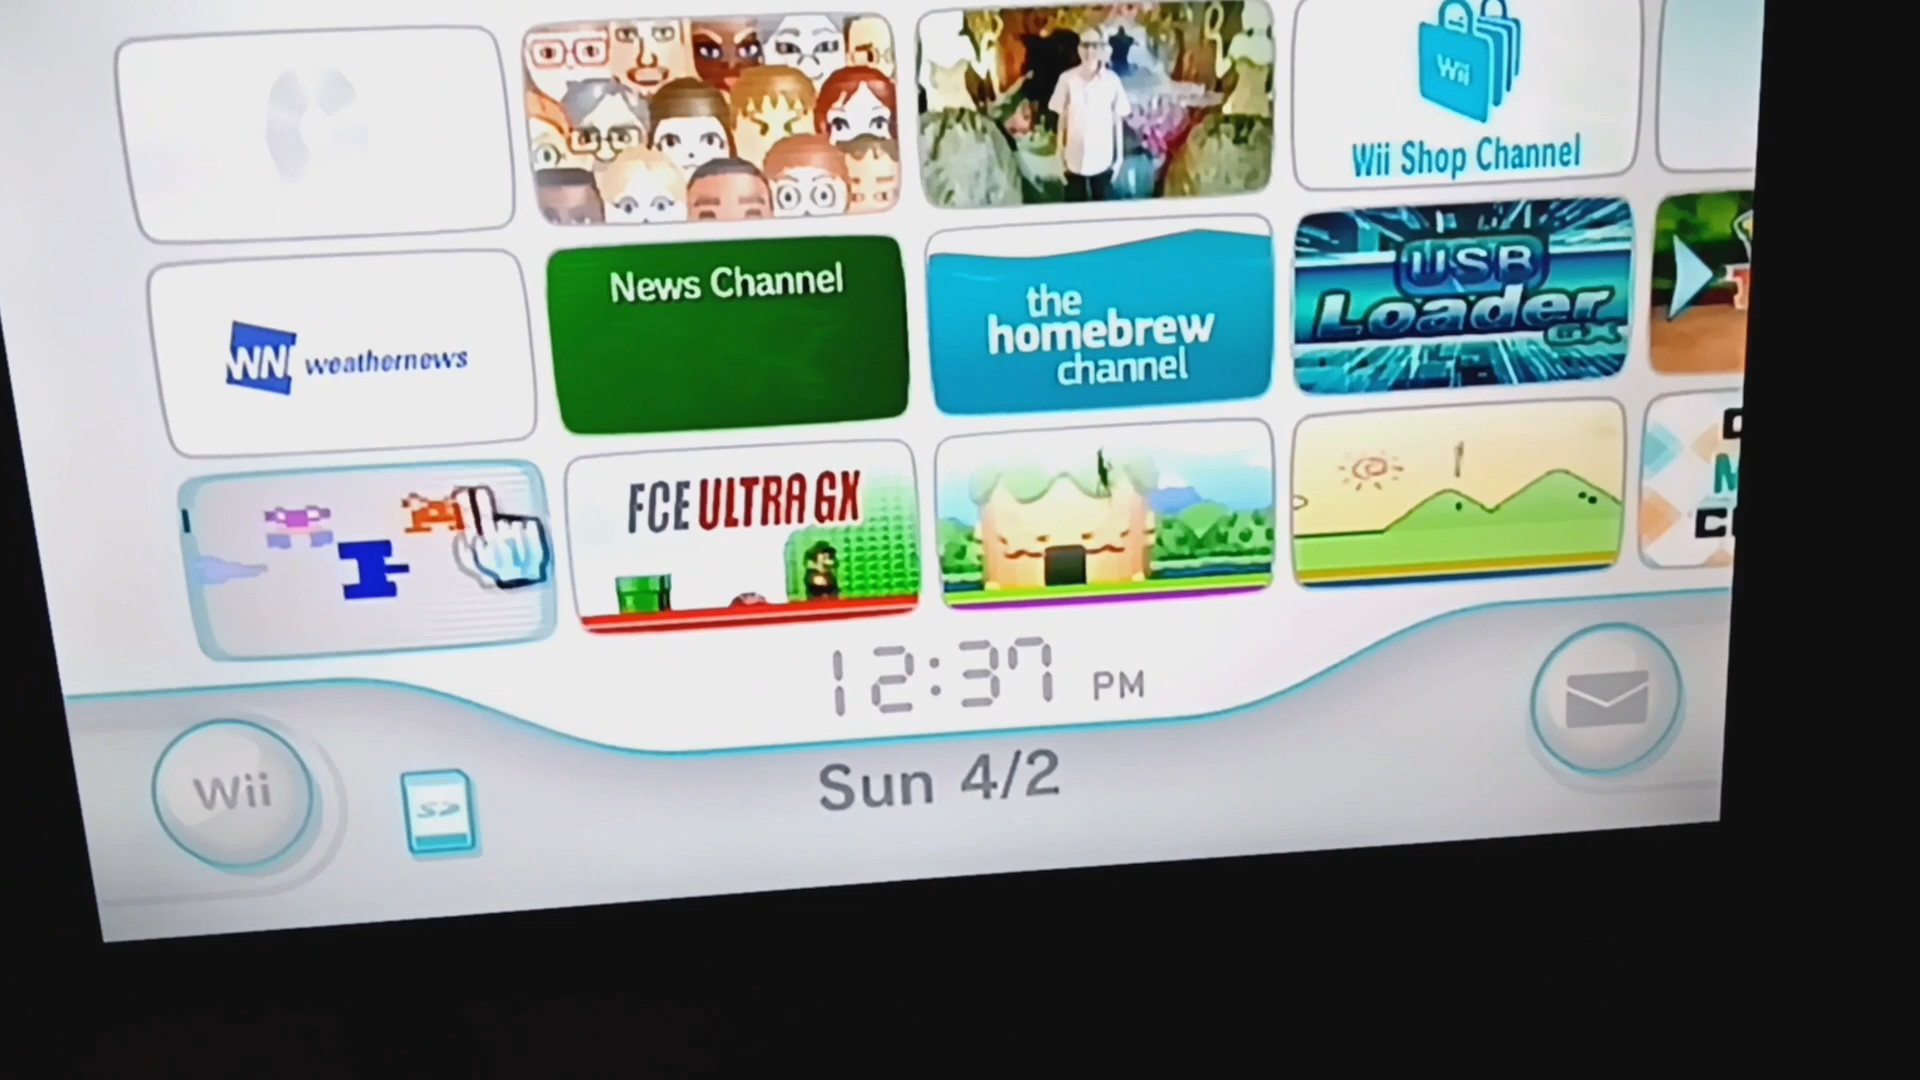 Wii
Wii Shop Channel
WNI weathernews
News Channel
the
homebrew
channel
USB
Loader
GX
FCE ULTRA GX
12:37 PM
Wii
SD
Sun 4/2